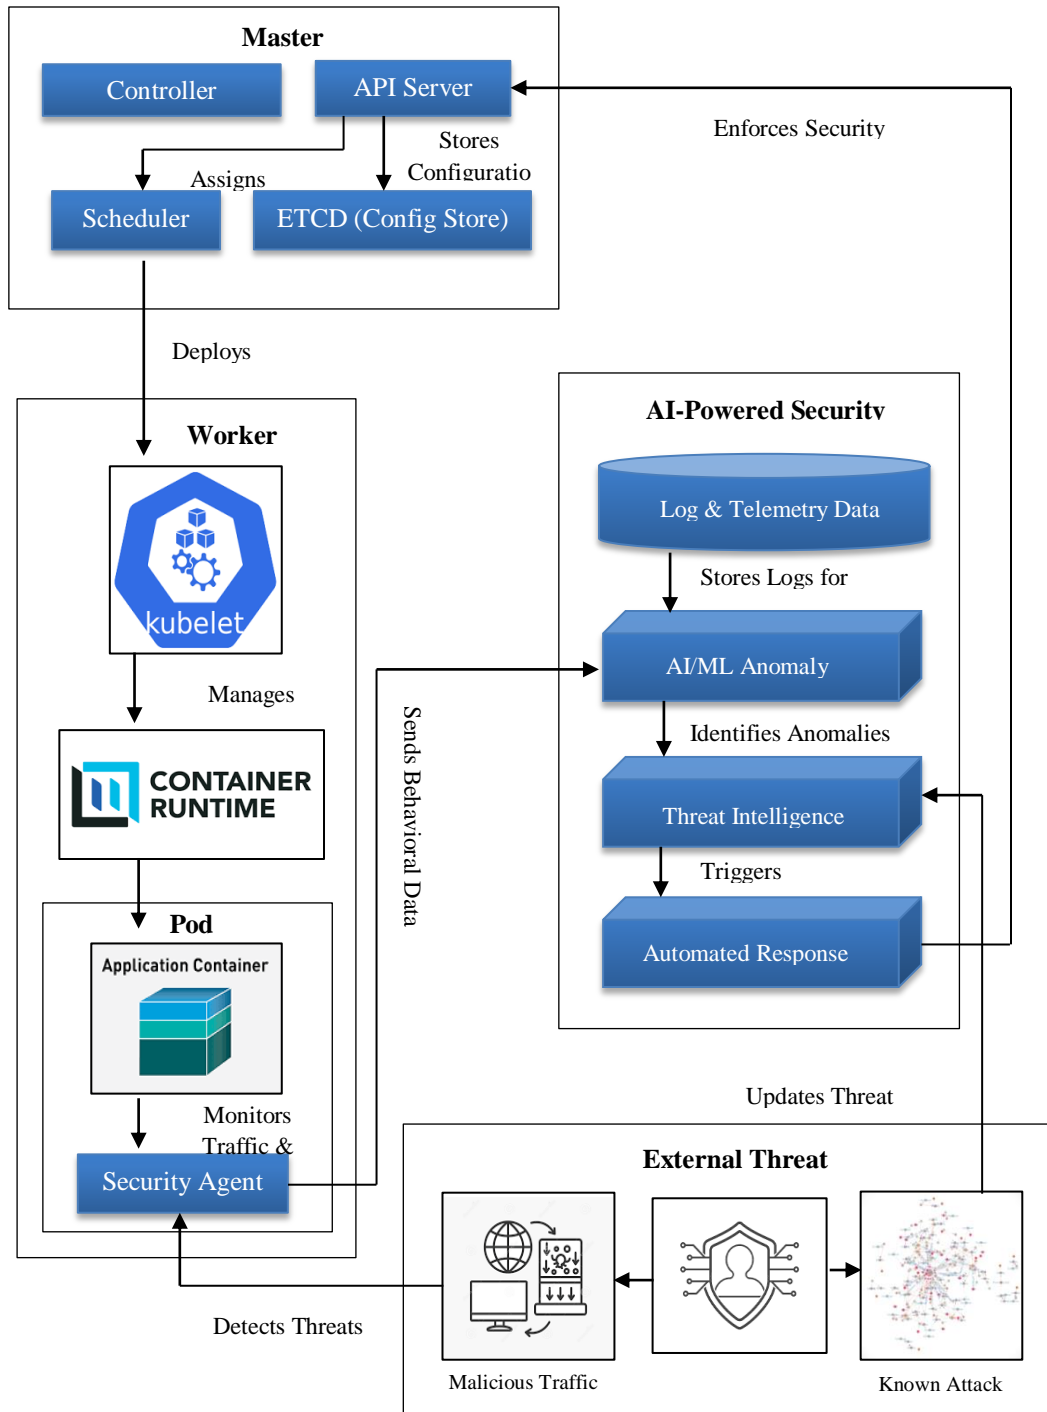 Master
Controller
API Server
Enforces Security
Stores
Configuratio
Assigns
Scheduler
ETCD (Config Store)
Deploys
Worker
kubelet
Manages
CONTAINER
RUNTIME
Pod
Application Container
Monitors
Traffic &
Security Agent
Sends Behavioral Data
AI-Powered Security
Log & Telemetry Data
Stores Logs for
AI/ML Anomaly
Identifies Anomalies
Threat Intelligence
Triggers
Automated Response
Updates Threat
External Threat
Detects Threats
Malicious Traffic
Known Attack